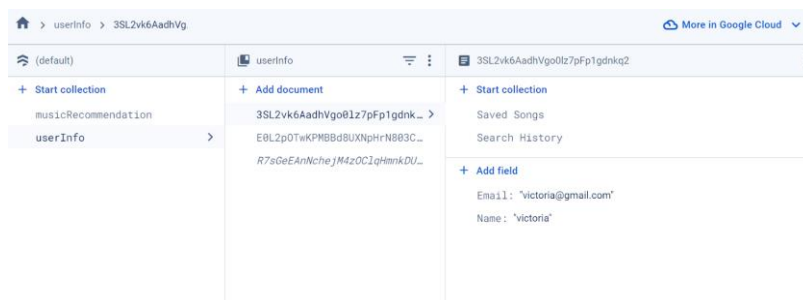 userInfo > 3SL2vk6AadhVg.
More in Google Cloud
(default)
+ Start collection
musicRecommendation
userInfo >
userInfo
+ Add document
3SL2vk6AadhVgo0lz7pFp1gdnk… >
E0L2pOTwKPMBBd8UXNpHrN803C…
R7sGeEAnNchejM4zOClqHmnkDU…
3SL2vk6AadhVgo0lz7pFp1gdnkq2
+ Start collection
Saved Songs
Search History
+ Add field
Email: "victoria@gmail.com"
Name: "victoria"